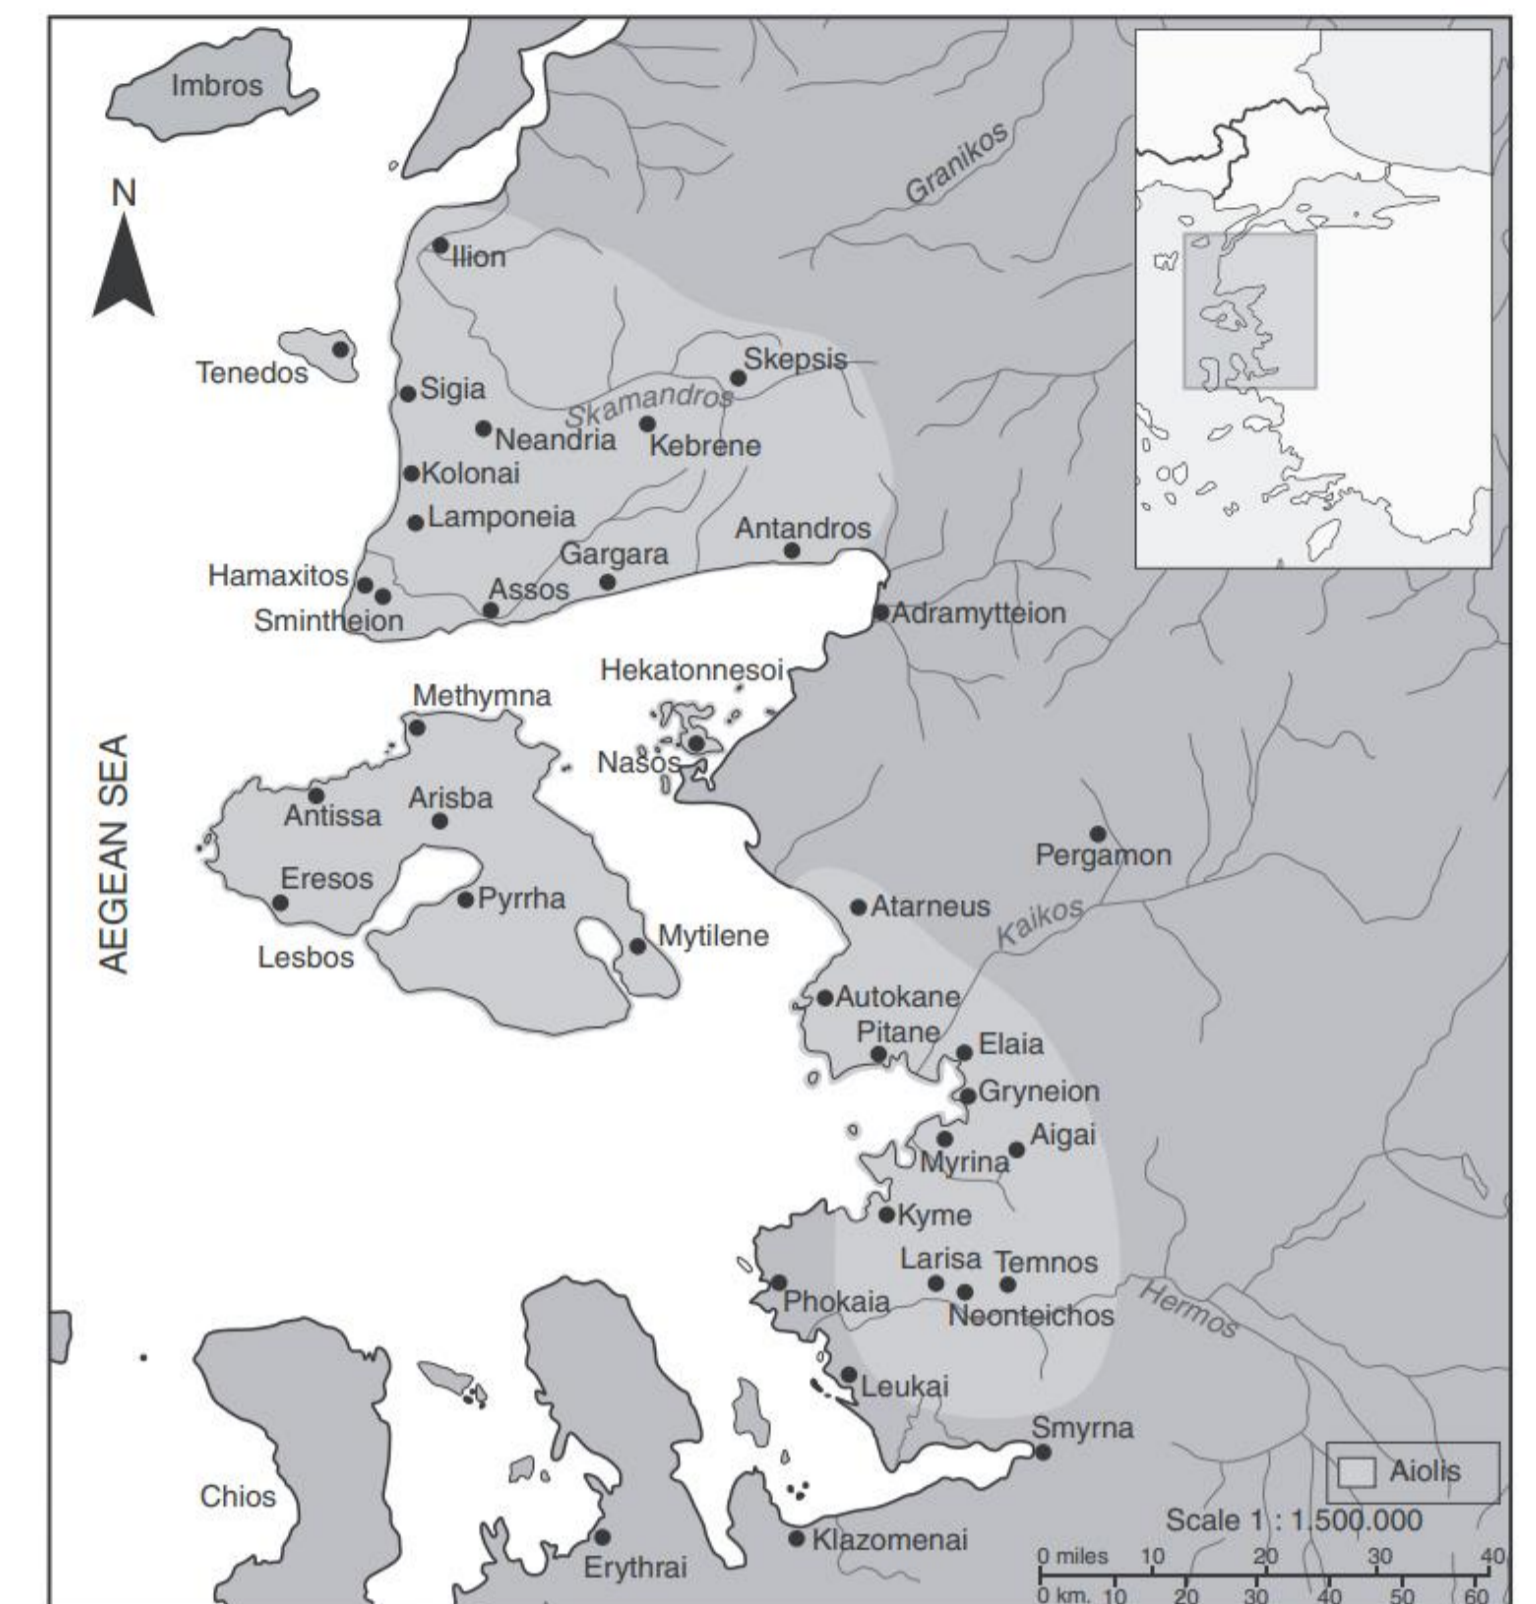 Imbros
Granikos
N
Ilion
Tenedos
Skepsis
Sigia
Skamandros
Neandria
Kebrene
Kolonai
Lamponeia
Antandros
Gargara
Hamaxitos
Assos
Smintheion
Adramytteion
Hekatonnesoi
Methymna
Nasos
AEGEAN SEA
Antissa
Arisba
Pergamon
Eresos
Pyrrha
Atarneus
Kaikos
Mytilene
Lesbos
Autokane
Pitane
Elaia
Gryneion
Aigai
Myrina
Kyme
Larisa
Temnos
Phokaia
Neonteichos
Hermos
Leukai
Smyrna
Aiolis
Chios
Scale 1 : 1.500.000
Klazomenai
Erythrai
0 miles 10 20 30 40
0 km. 10 20 30 40 50 60